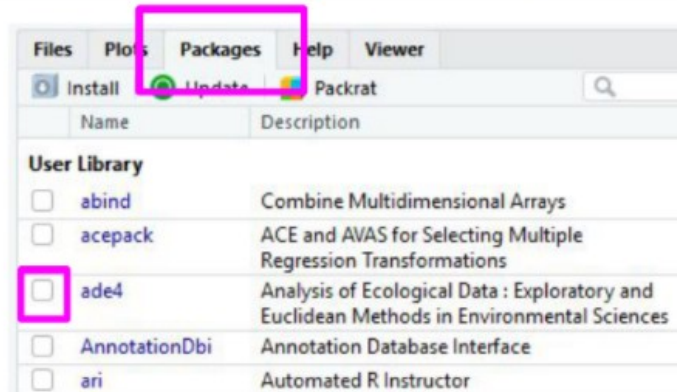 Files Plots Packages Help Viewer
Install Update Packrat
Name Description
User Library
abind Combine Multidimensional Arrays
acepack ACE and AVAS for Selecting Multiple
Regression Transformations
ade4 Analysis of Ecological Data : Exploratory and
Euclidean Methods in Environmental Sciences
AnnotationDbi Annotation Database Interface
ari Automated R Instructor